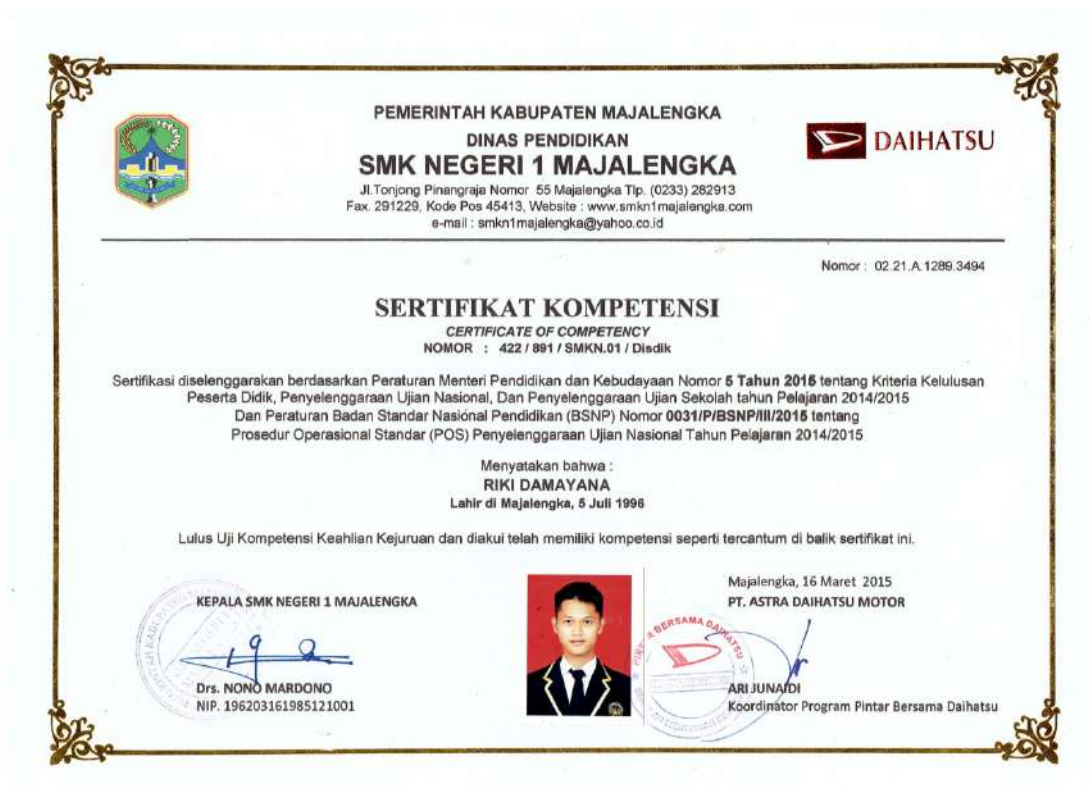 PEMERINTAH KABUPATEN MAJALENGKA
DINAS PENDIDIKAN
SMK NEGERI 1 MAJALENGKA
Jl.Tonjong Pinangraja Nomor 55 Majalengka Tlp. (0233) 282913
Fax. 291229, Kode Pos 45413, Website : www.smkn1majalengka.com
e-mail : smkn1majalengka@yahoo.co.id
DAIHATSU
Nomor : 02.21.A.1289.3494
SERTIFIKAT KOMPETENSI
CERTIFICATE OF COMPETENCY
NOMOR : 422 / 891 / SMKN.01 / Disdik
Sertifikasi diselenggarakan berdasarkan Peraturan Menteri Pendidikan dan Kebudayaan Nomor 5 Tahun 2015 tentang Kriteria Kelulusan
Peserta Didik, Penyelenggaraan Ujian Nasional, Dan Penyelenggaraan Ujian Sekolah tahun Pelajaran 2014/2015
Dan Peraturan Badan Standar Nasional Pendidikan (BSNP) Nomor 0031/P/BSNP/III/2015 tentang
Prosedur Operasional Standar (POS) Penyelenggaraan Ujian Nasional Tahun Pelajaran 2014/2015
Menyatakan bahwa :
RIKI DAMAYANA
Lahir di Majalengka, 5 Juli 1996
Lulus Uji Kompetensi Keahlian Kejuruan dan diakui telah memiliki kompetensi seperti tercantum di balik sertifikat ini.
KEPALA SMK NEGERI 1 MAJALENGKA
Drs. NONO MARDONO
NIP. 196203161985121001
BERSAMA DAIHATSU
Majalengka, 16 Maret 2015
PT. ASTRA DAIHATSU MOTOR
ARI JUNAIDI
Koordinator Program Pintar Bersama Daihatsu